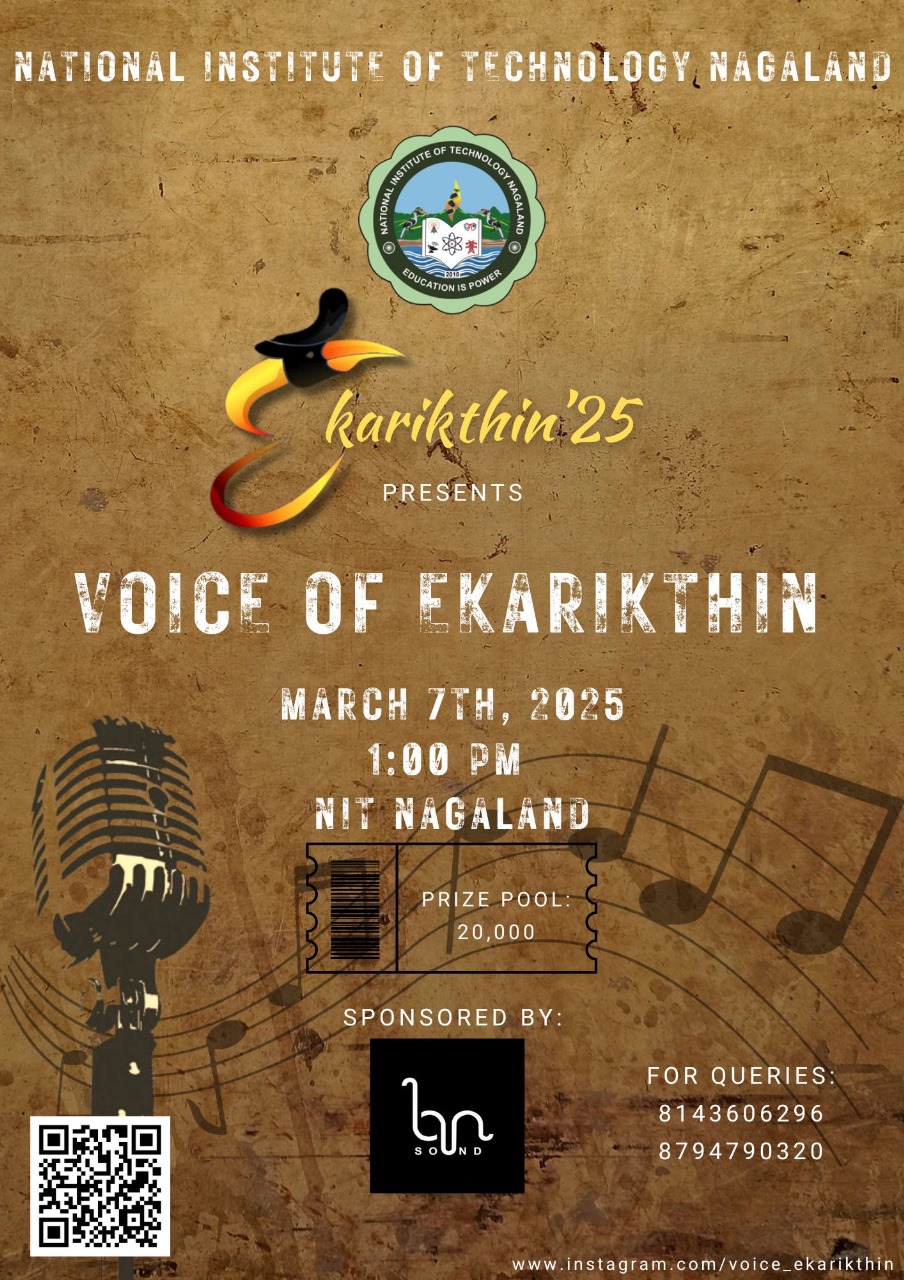 NATIONAL INSTITUTE OF TECHNOLOGY NAGALAND
NATIONAL INSTITUTE OF TECHNOLOGY NAGALAND
2010
EDUCATION IS POWER
Ekarikthin'25
PRESENTS
VOICE OF EKARIKTHIN
MARCH 7TH, 2025
1:00 PM
NIT NAGALAND
PRIZE POOL:
20,000
SPONSORED BY:
bn
SOUND
FOR QUERIES:
8143606296
8794790320
www.instagram.com/voice_ekarikthin